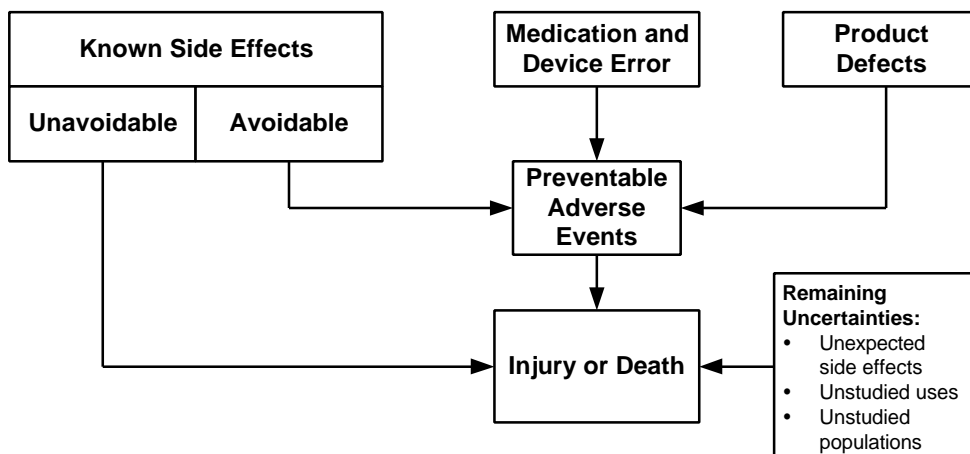 Known Side Effects
Unavoidable
Avoidable
Medication and
Device Error
Product
Defects
Preventable
Adverse
Events
Injury or Death
Remaining
Uncertainties:
• Unexpected
side effects
• Unstudied uses
• Unstudied
populations